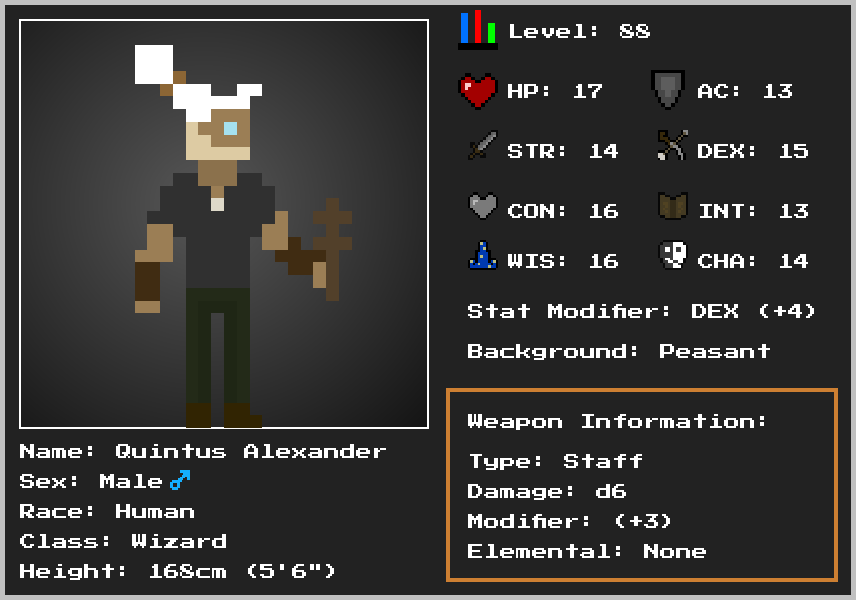 Level: 88
HP: 17
AC: 13
STR: 14
DEX: 15
CON: 16
INT: 13
WIS: 16
CHA: 14
Stat Modifier: DEX (+4)
Background: Peasant
Weapon Information:
Type: Staff
Damage: d6
Modifier: (+3)
Elemental: None
Name: Quintus Alexander
Sex: Male♂
Race: Human
Class: Wizard
Height: 168cm (5'6")